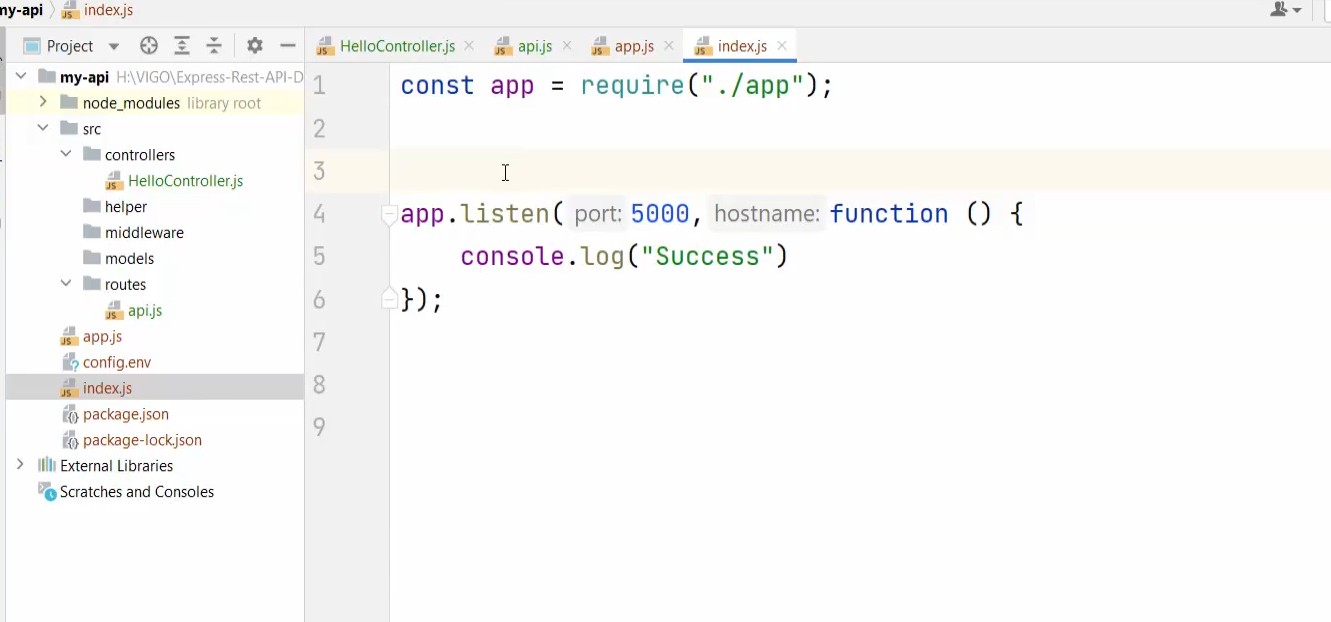 my-api index.js
Project
HelloController.js api.js app.js index.js
my-api H:\VIGO\Express-Rest-API-D
node_modules library root
src
controllers
HelloController.js
helper
middleware
models
routes
api.js
app.js
config.env
index.js
package.json
package-lock.json
External Libraries
Scratches and Consoles
1 const app = require("./app");
2
3
4 app.listen( port: 5000, hostname: function () {
5 console.log("Success")
6 });
7
8
9